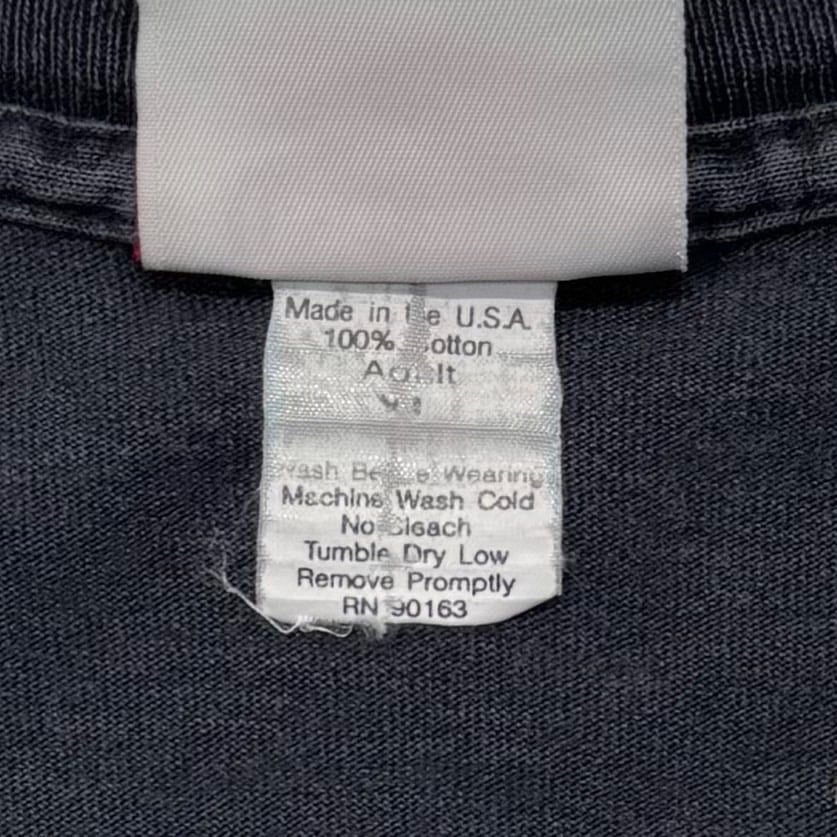 Made in the U.S.A.
100% Cotton
Adult
Wash Before Wearing
Machine Wash Cold
No Bleach
Tumble Dry Low
Remove Promptly
RN 90163